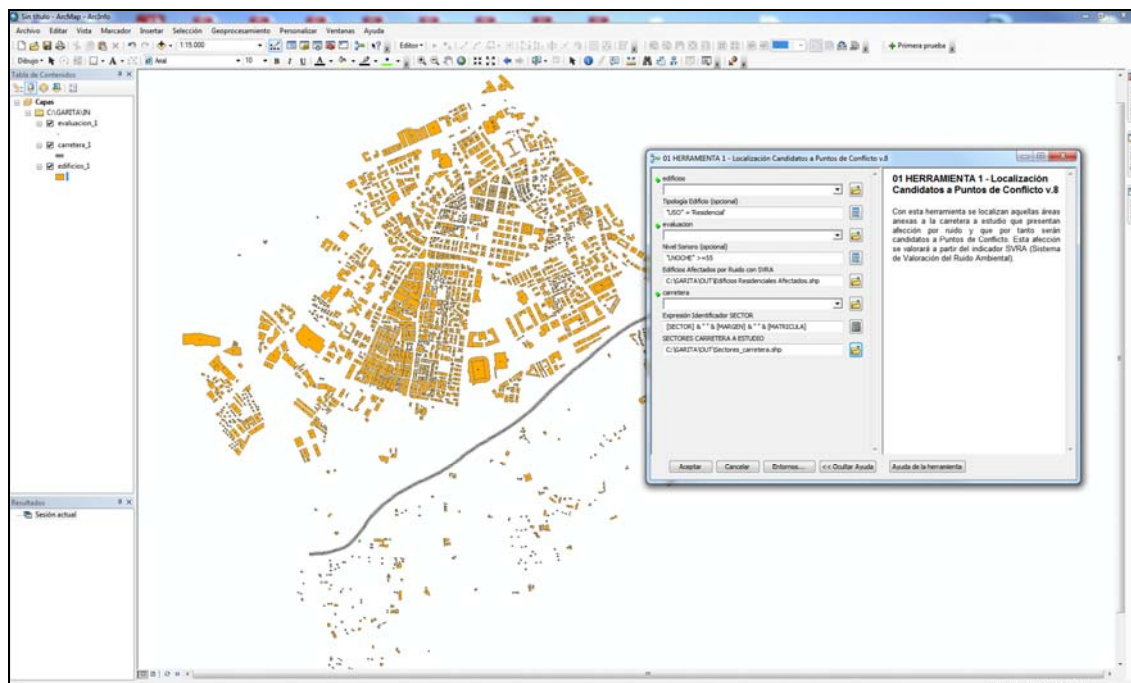 Sin título - ArcMap - ArcInfo
Archivo Editar Vista Marcador Insertar Selección Geoprocesamiento Personalizar Ventanas Ayuda
1:15.000
Editor
Primera prueba
Dibujo
Arial
10
B I U
Tabla de Contenidos
Capas
C:\GARITA\IN
evaluacion_1
carretera_1
edificios_1
Resultados
Sesión actual
01 HERRAMIENTA 1 - Localización Candidatos a Puntos de Conflicto v.8
edificios
Tipología Edificio (opcional)
"USO" = 'Residencial'
evaluacion
Nivel Sonoro (opcional)
"LNOCHE" >=55
Edificios Afectados por Ruido con SVRA
C:\GARITA\OUT\Edificios Residenciales Afectados.shp
carretera
Expresión Identificador SECTOR
[SECTOR] & " " & [MARGEN] & " " & [MATRICULA]
SECTORES CARRETERA A ESTUDIO
C:\GARITA\OUT\Sectores_carretera.shp
Aceptar
Cancelar
Entornos...
<< Ocultar Ayuda
01 HERRAMIENTA 1 - Localización
Candidatos a Puntos de Conflicto v.8
Con esta herramienta se localizan aquellas áreas
anexas a la carretera a estudio que presentan
afección por ruido y que por tanto serán
candidatos a Puntos de Conflicto. Esta afección
se valorará a partir del indicador SVRA (Sistema
de Valoración del Ruido Ambiental).
Ayuda de la herramienta